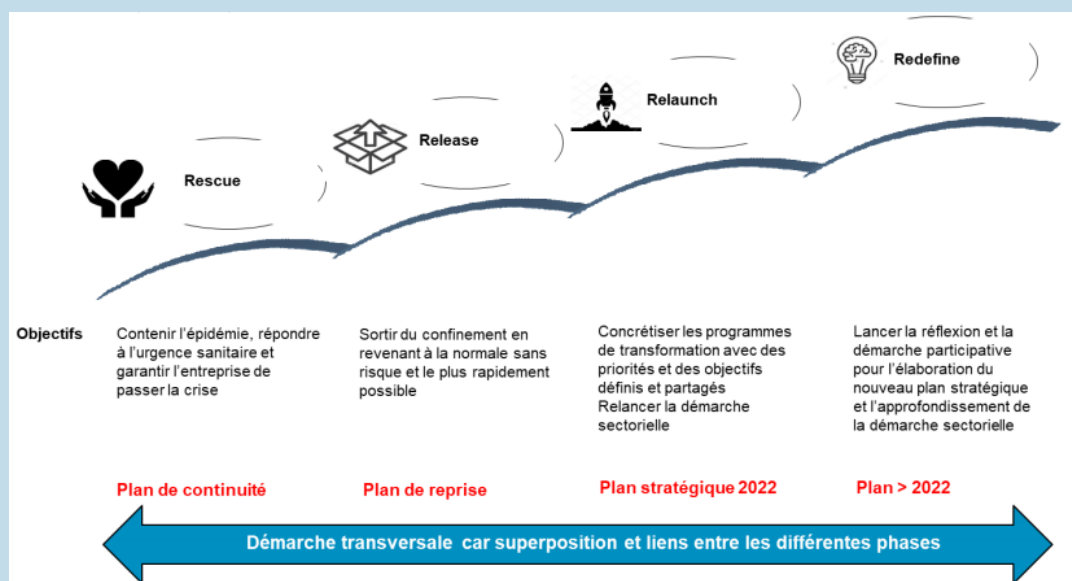 Redefine
Relaunch
Release
Rescue
Objectifs
Contenir l'épidémie, répondre
à l'urgence sanitaire et
garantir l'entreprise de
passer la crise
Sortir du confinement en
revenant à la normale sans
risque et le plus rapidement
possible
Concrétiser les programmes
de transformation avec des
priorités et des objectifs
définis et partagés
Relancer la démarche
sectorielle
Lancer la réflexion et la
démarche participative
pour l'élaboration du
nouveau plan stratégique
et l'approfondissement de
la démarche sectorielle
Plan de continuité
Plan de reprise
Plan stratégique 2022
Plan > 2022
Démarche transversale car superposition et liens entre les différentes phases